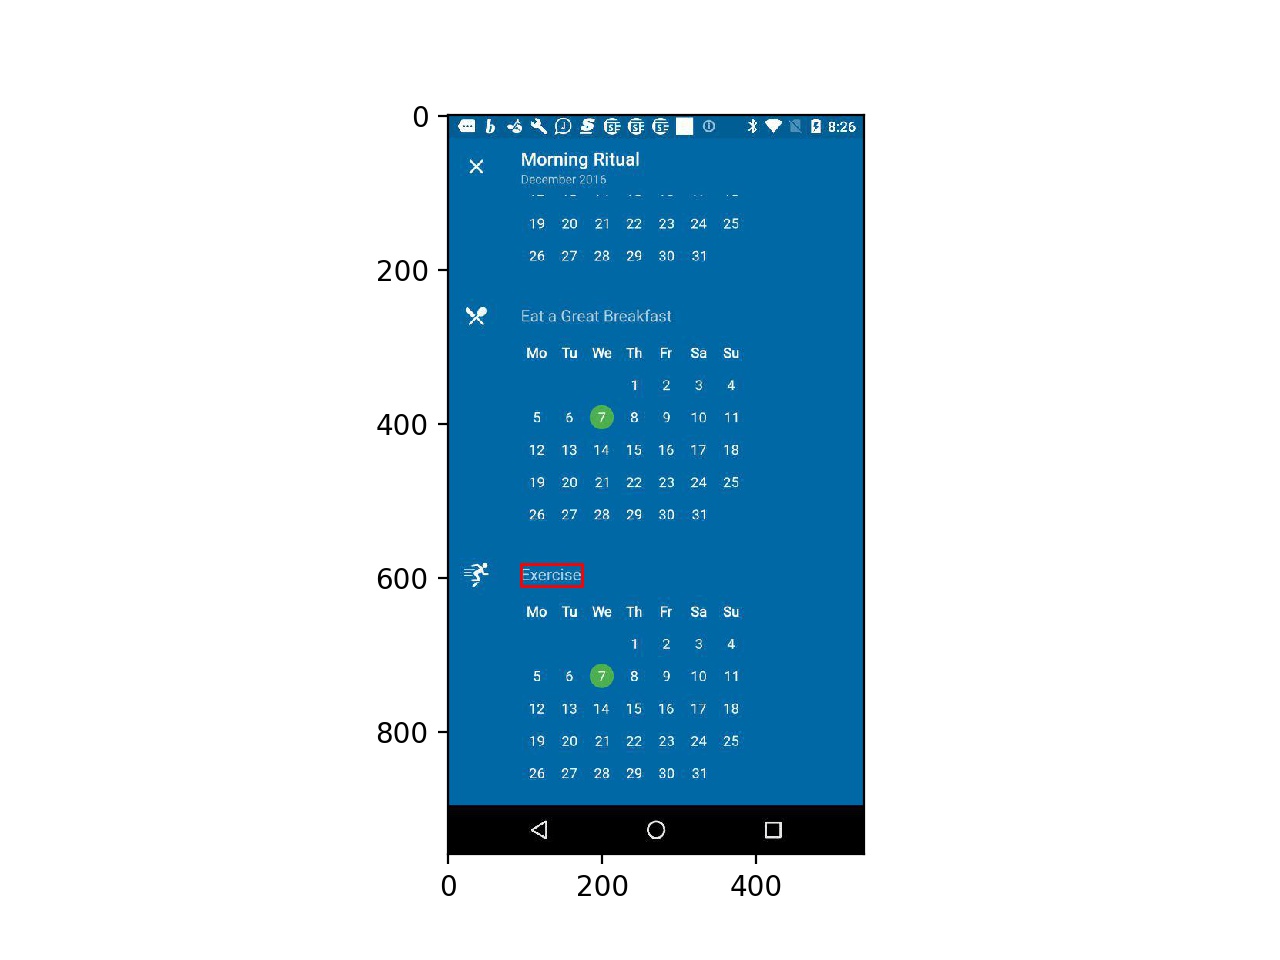 0
8:26
Morning Ritual
December 2016
19 20 21 22 23 24 25
200
26 27 28 29 30 31
Eat a Great Breakfast
Mo Tu We Th Fr Sa Su
1 2 3 4
400
5 6 7 8 9 10 11
12 13 14 15 16 17 18
19 20 21 22 23 24 25
26 27 28 29 30 31
600
Exercise
Mo Tu We Th Fr Sa Su
1 2 3 4
5 6 7 8 9 10 11
12 13 14 15 16 17 18
800
19 20 21 22 23 24 25
26 27 28 29 30 31
0 200 400